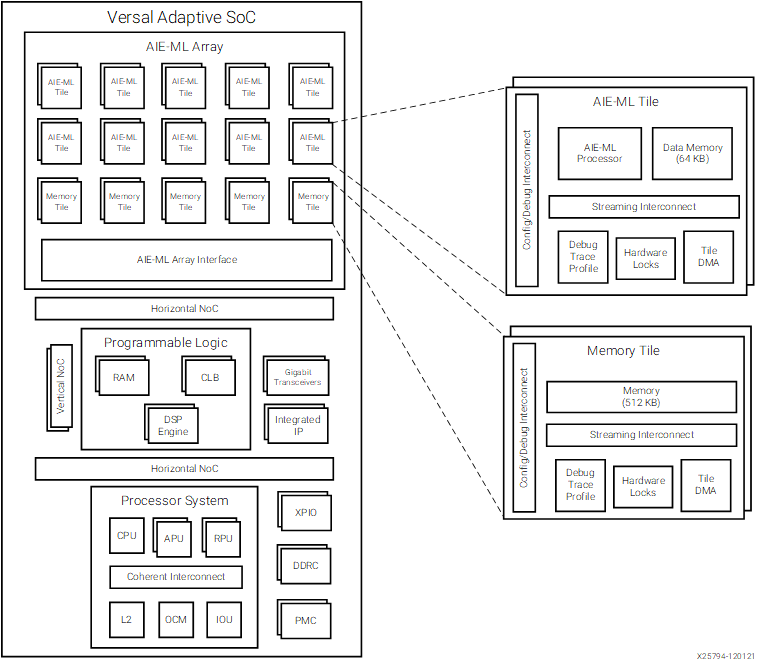 Versal Adaptive SoC
AIE-ML Array
AIE-ML
Tile
AIE-ML
Tile
AIE-ML
Tile
AIE-ML
Tile
AIE-ML
Tile
AIE-ML
Tile
AIE-ML
Tile
AIE-ML
Tile
AIE-ML
Tile
AIE-ML
Tile
Memory
Tile
Memory
Tile
Memory
Tile
Memory
Tile
Memory
Tile
AIE-ML Array Interface
Horizontal NoC
Vertical NoC
Programmable Logic
RAM
CLB
DSP
Engine
Gigabit
Transceivers
Integrated
IP
Horizontal NoC
Processor System
CPU
APU
RPU
Coherent Interconnect
L2
OCM
IOU
XPIO
DDRC
PMC
AIE-ML Tile
Config/Debug Interconnect
AIE-ML
Processor
Data Memory
(64 KB)
Streaming Interconnect
Debug
Trace
Profile
Hardware
Locks
Tile
DMA
Memory Tile
Config/Debug Interconnect
Memory
(512 KB)
Streaming Interconnect
Debug
Trace
Profile
Hardware
Locks
Tile
DMA
X25794-120121